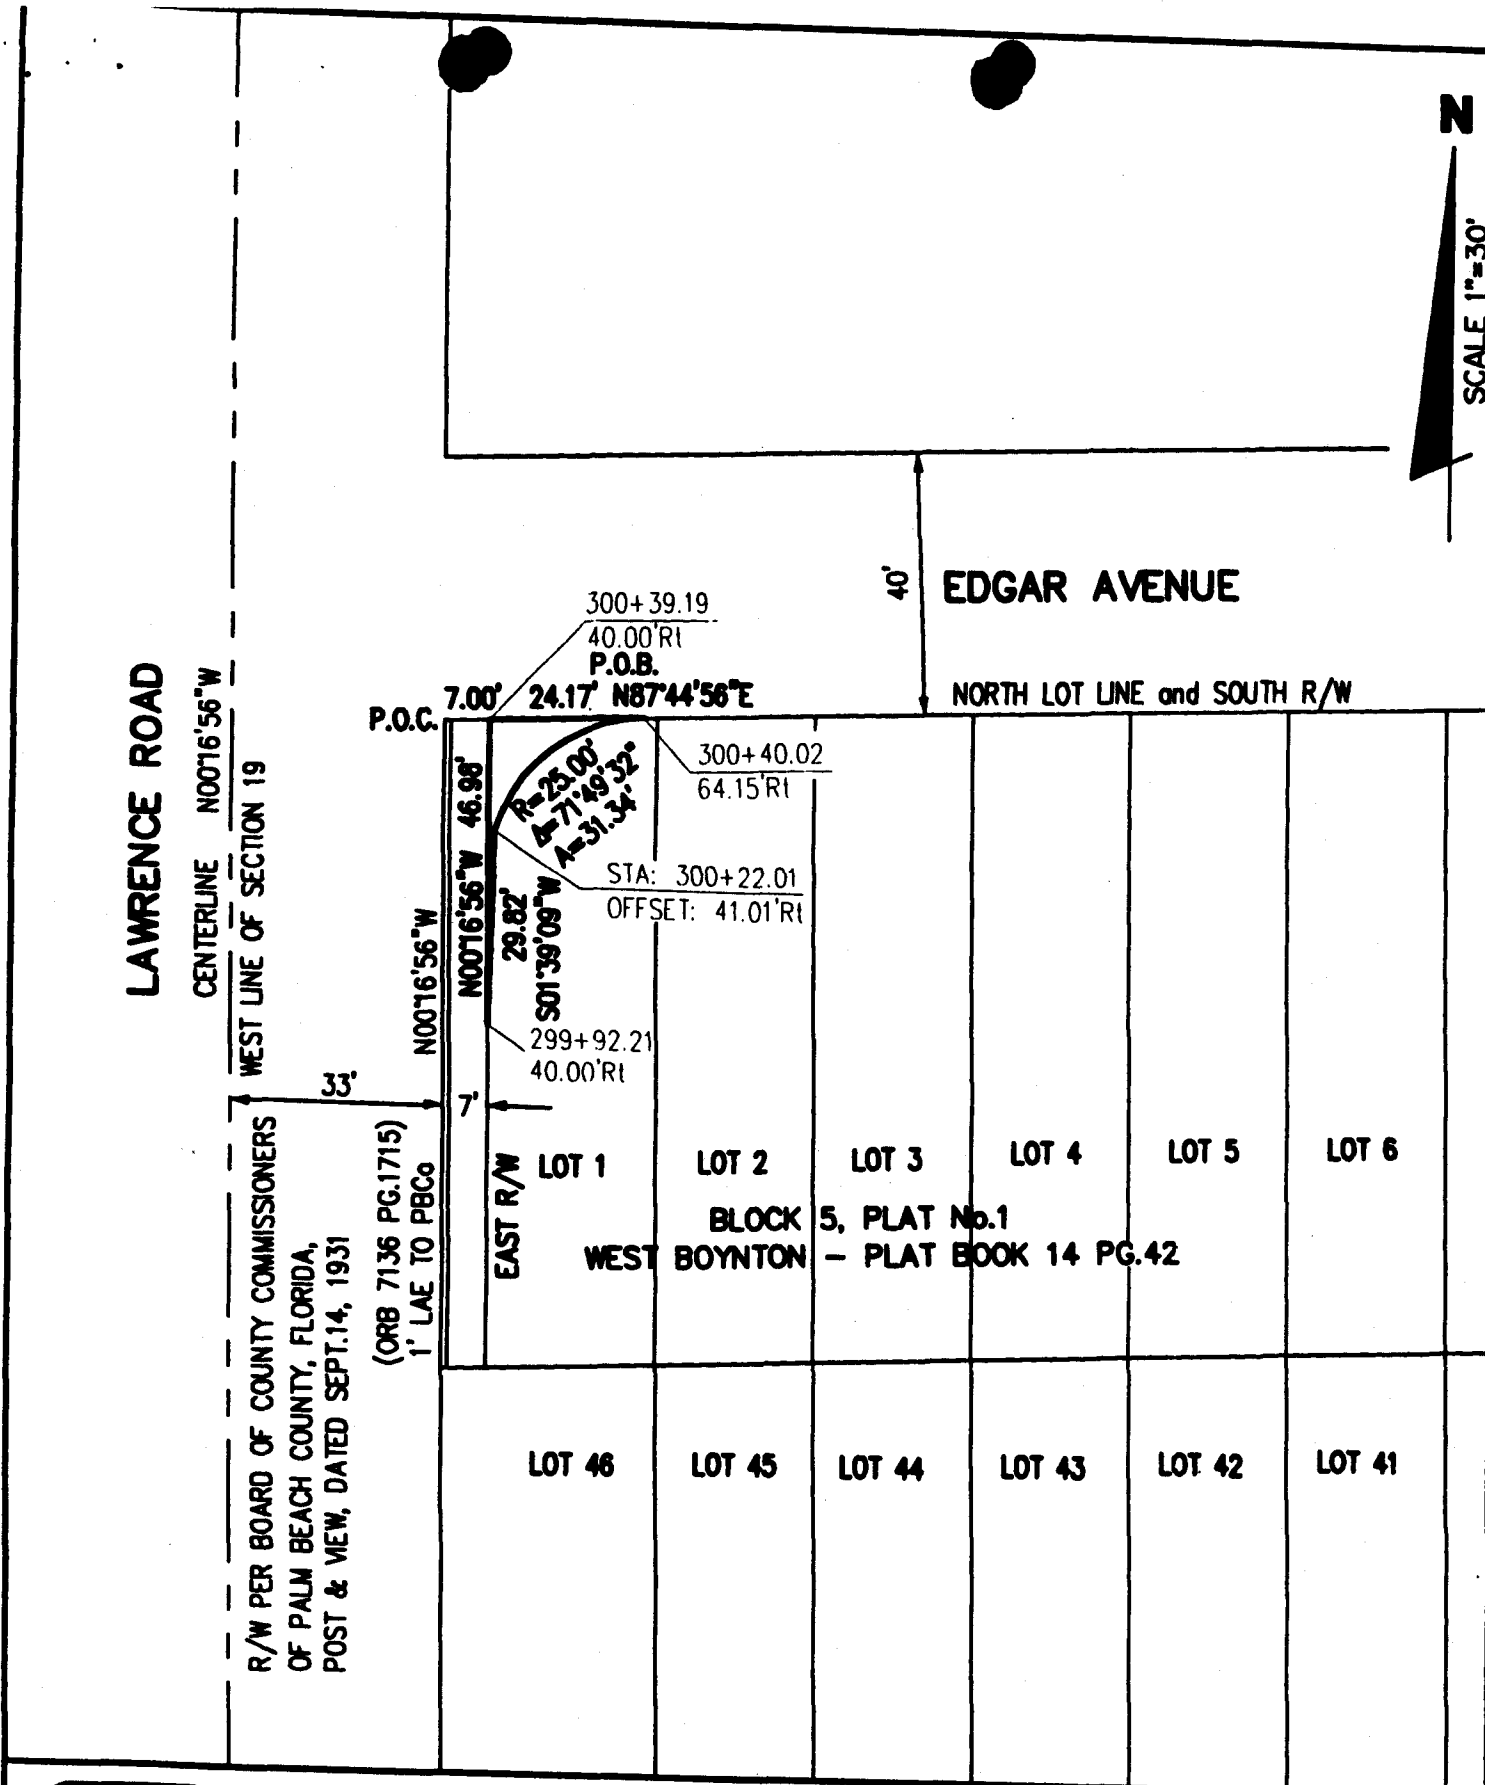 N
SCALE 1"=30'
40'
EDGAR AVENUE
300+39.19
40.00'Rt
P.O.B.
7.00' 24.17' N87°44'56"E
NORTH LOT LINE and SOUTH R/W
P.O.C.
LAWRENCE ROAD
CENTERLINE N00°16'56"W
WEST LINE OF SECTION 19
N00°16'56"W
N00°16'56"W 46.98'
R=25.00'
Δ=71°49'32"
A=31.34'
300+40.02
64.15'Rt
STA: 300+22.01
OFFSET: 41.01'Rt
29.82'
S01°39'09"W
299+92.21
40.00'Rt
33'
7'
R/W PER BOARD OF COUNTY COMMISSIONERS
OF PALM BEACH COUNTY, FLORIDA,
POST & VIEW, DATED SEPT.14, 1931
(ORB 7136 PG.1715)
1' LAE TO PBCo
EAST R/W
LOT 1 LOT 2 LOT 3 LOT 4 LOT 5 LOT 6
BLOCK 5, PLAT No.1
WEST BOYNTON – PLAT BOOK 14 PG.42
LOT 46 LOT 45 LOT 44 LOT 43 LOT 42 LOT 41